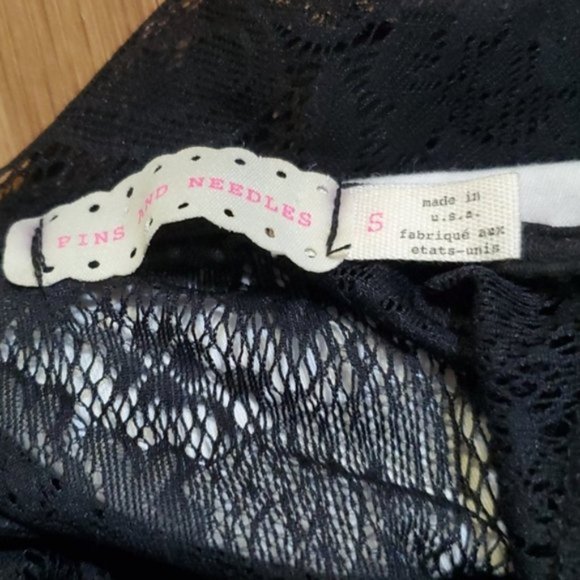 PINS AND NEEDLES
S
made in
u.s.a.
fabriqué aux
etats-unis